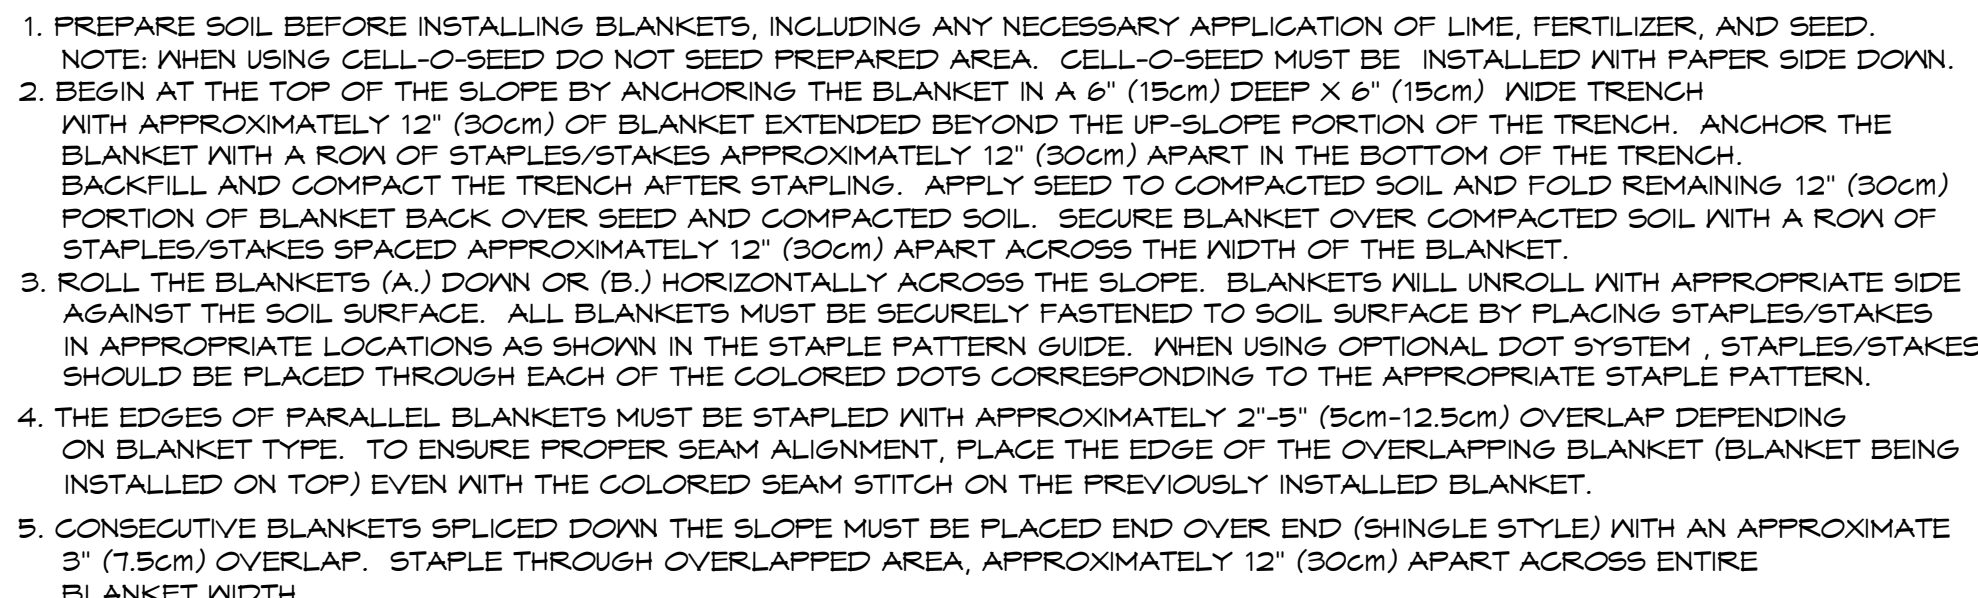 1. PREPARE SOIL BEFORE INSTALLING BLANKETS, INCLUDING ANY NECESSARY APPLICATION OF LIME, FERTILIZER, AND SEED.
NOTE: WHEN USING CELL-O-SEED DO NOT SEED PREPARED AREA. CELL-O-SEED MUST BE INSTALLED WITH PAPER SIDE DOWN.
2. BEGIN AT THE TOP OF THE SLOPE BY ANCHORING THE BLANKET IN A 6" (15cm) DEEP X 6" (15cm) WIDE TRENCH
WITH APPROXIMATELY 12" (30cm) OF BLANKET EXTENDED BEYOND THE UP-SLOPE PORTION OF THE TRENCH. ANCHOR THE
BLANKET WITH A ROW OF STAPLES/STAKES APPROXIMATELY 12" (30cm) APART IN THE BOTTOM OF THE TRENCH.
BACKFILL AND COMPACT THE TRENCH AFTER STAPLING. APPLY SEED TO COMPACTED SOIL AND FOLD REMAINING 12" (30cm)
PORTION OF BLANKET BACK OVER SEED AND COMPACTED SOIL. SECURE BLANKET OVER COMPACTED SOIL WITH A ROW OF
STAPLES/STAKES SPACED APPROXIMATELY 12" (30cm) APART ACROSS THE WIDTH OF THE BLANKET.
3. ROLL THE BLANKETS (A.) DOWN OR (B.) HORIZONTALLY ACROSS THE SLOPE. BLANKETS WILL UNROLL WITH APPROPRIATE SIDE
AGAINST THE SOIL SURFACE. ALL BLANKETS MUST BE SECURELY FASTENED TO SOIL SURFACE BY PLACING STAPLES/STAKES
IN APPROPRIATE LOCATIONS AS SHOWN IN THE STAPLE PATTERN GUIDE. WHEN USING OPTIONAL DOT SYSTEM , STAPLES/STAKES
SHOULD BE PLACED THROUGH EACH OF THE COLORED DOTS CORRESPONDING TO THE APPROPRIATE STAPLE PATTERN.
4. THE EDGES OF PARALLEL BLANKETS MUST BE STAPLED WITH APPROXIMATELY 2"-5" (5cm-12.5cm) OVERLAP DEPENDING
ON BLANKET TYPE. TO ENSURE PROPER SEAM ALIGNMENT, PLACE THE EDGE OF THE OVERLAPPING BLANKET (BLANKET BEING
INSTALLED ON TOP) EVEN WITH THE COLORED SEAM STITCH ON THE PREVIOUSLY INSTALLED BLANKET.
5. CONSECUTIVE BLANKETS SPLICED DOWN THE SLOPE MUST BE PLACED END OVER END (SHINGLE STYLE) WITH AN APPROXIMATE
3" (7.5cm) OVERLAP. STAPLE THROUGH OVERLAPPED AREA, APPROXIMATELY 12" (30cm) APART ACROSS ENTIRE
BLANKET WIDTH